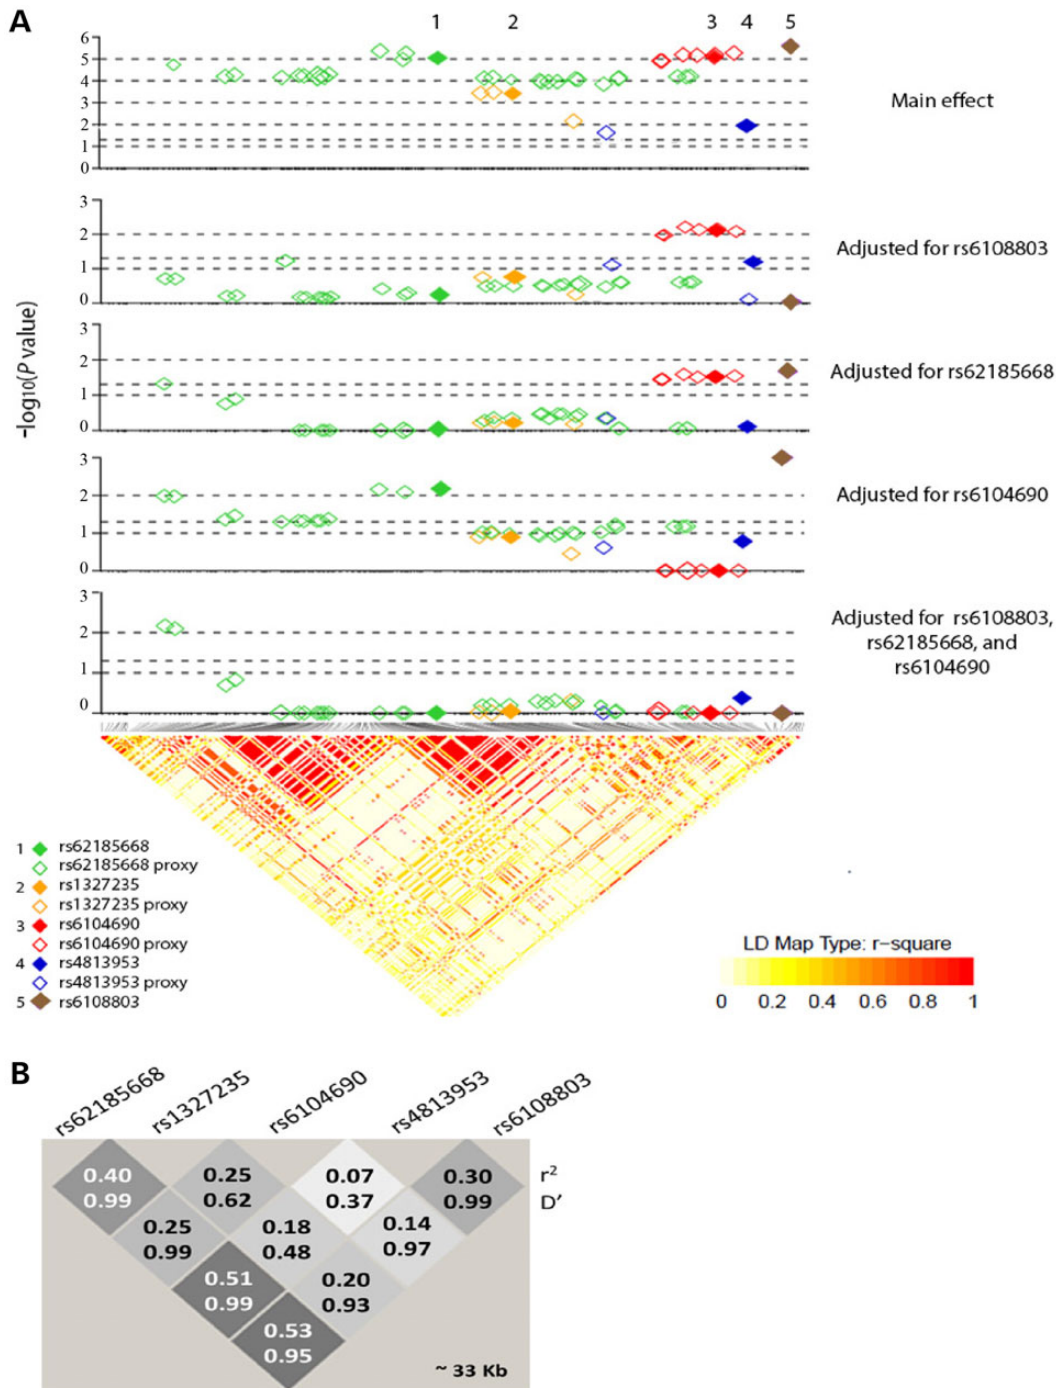 A
1 2 3 4 5
6
5
4
3
2
1
0
Main effect
3
2
1
0
Adjusted for rs6108803
-log10(P value)
3
2
1
0
Adjusted for rs62185668
3
2
1
0
Adjusted for rs6104690
3
2
1
0
Adjusted for rs6108803,
rs62185668, and
rs6104690
1 rs62185668
rs62185668 proxy
2 rs1327235
rs1327235 proxy
3 rs6104690
rs6104690 proxy
4 rs4813953
rs4813953 proxy
5 rs6108803
LD Map Type: r-square
0 0.2 0.4 0.6 0.8 1
B
rs62185668 rs1327235 rs6104690 rs4813953 rs6108803
0.40 0.25 0.07 0.30 r²
0.99 0.62 0.37 0.99 D′
0.25 0.18 0.14
0.99 0.48 0.97
0.51 0.20
0.99 0.93
0.53
0.95
~ 33 Kb